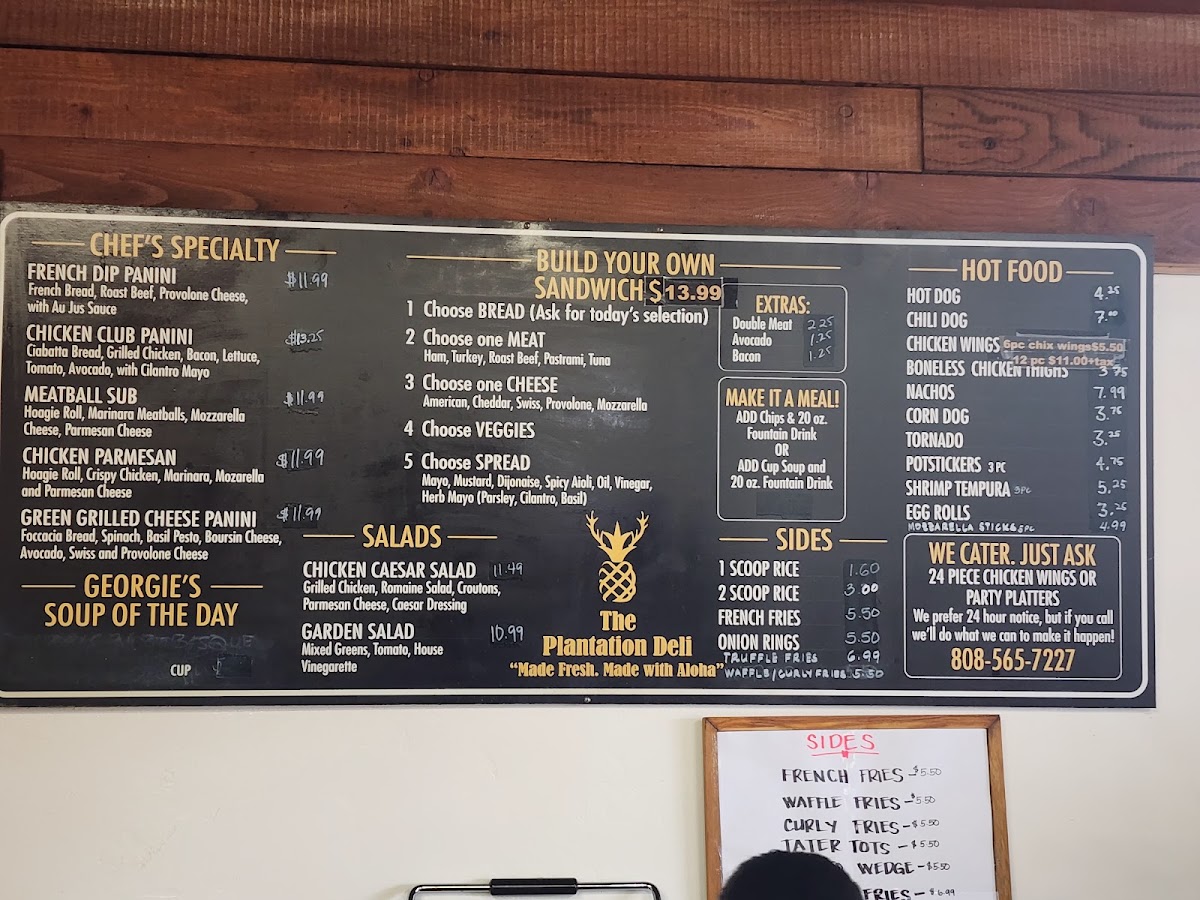 CHEF'S SPECIALTY
FRENCH DIP PANINI $11.99
French Bread, Roast Beef, Provolone Cheese,
with Au Jus Sauce
CHICKEN CLUB PANINI $13.25
Ciabatta Bread, Grilled Chicken, Bacon, Lettuce,
Tomato, Avocado, with Cilantro Mayo
MEATBALL SUB $11.99
Hoagie Roll, Marinara Meatballs, Mozzarella
Cheese, Parmesan Cheese
CHICKEN PARMESAN $11.99
Hoagie Roll, Crispy Chicken, Marinara, Mozarella
and Parmesan Cheese
GREEN GRILLED CHEESE PANINI $11.99
Foccacia Bread, Spinach, Basil Pesto, Boursin Cheese,
Avocado, Swiss and Provolone Cheese
GEORGIE'S
SOUP OF THE DAY
CUP
BUILD YOUR OWN
SANDWICH $13.99
1 Choose BREAD (Ask for today's selection)
2 Choose one MEAT
Ham, Turkey, Roast Beef, Pastrami, Tuna
3 Choose one CHEESE
American, Cheddar, Swiss, Provolone, Mozzarella
4 Choose VEGGIES
5 Choose SPREAD
Mayo, Mustard, Dijonaise, Spicy Aioli, Oil, Vinegar,
Herb Mayo (Parsley, Cilantro, Basil)
SALADS
CHICKEN CAESAR SALAD 11.49
Grilled Chicken, Romaine Salad, Croutons,
Parmesan Cheese, Caesar Dressing
GARDEN SALAD 10.99
Mixed Greens, Tomato, House
Vinegarette
The
Plantation Deli
"Made Fresh. Made with Aloha"
EXTRAS:
Double Meat 2.25
Avocado 1.25
Bacon 1.25
MAKE IT A MEAL!
ADD Chips & 20 oz.
Fountain Drink
OR
ADD Cup Soup and
20 oz. Fountain Drink
SIDES
1 SCOOP RICE 1.60
2 SCOOP RICE 3.00
FRENCH FRIES 5.50
ONION RINGS 5.50
TRUFFLE FRIES 6.99
WAFFLE/CURLY FRIES 5.50
HOT FOOD
HOT DOG 4.25
CHILI DOG 7.00
CHICKEN WINGS 6pc chix wings$5.50
12 pc $11.00+tax
BONELESS CHICKEN THIGHS 3.75
NACHOS 7.99
CORN DOG 3.75
TORNADO 3.25
POTSTICKERS 3 PC 4.75
SHRIMP TEMPURA 3PC 5.25
EGG ROLLS 3.25
MOZZARELLA STICKS 5PC 4.99
WE CATER. JUST ASK
24 PIECE CHICKEN WINGS OR
PARTY PLATTERS
We prefer 24 hour notice, but if you call
we'll do what we can to make it happen!
808-565-7227
SIDES
FRENCH FRIES -$5.50
WAFFLE FRIES -$5.50
CURLY FRIES -$5.50
TATER TOTS -$5.50
WEDGE -$5.50
FRIES -$6.99